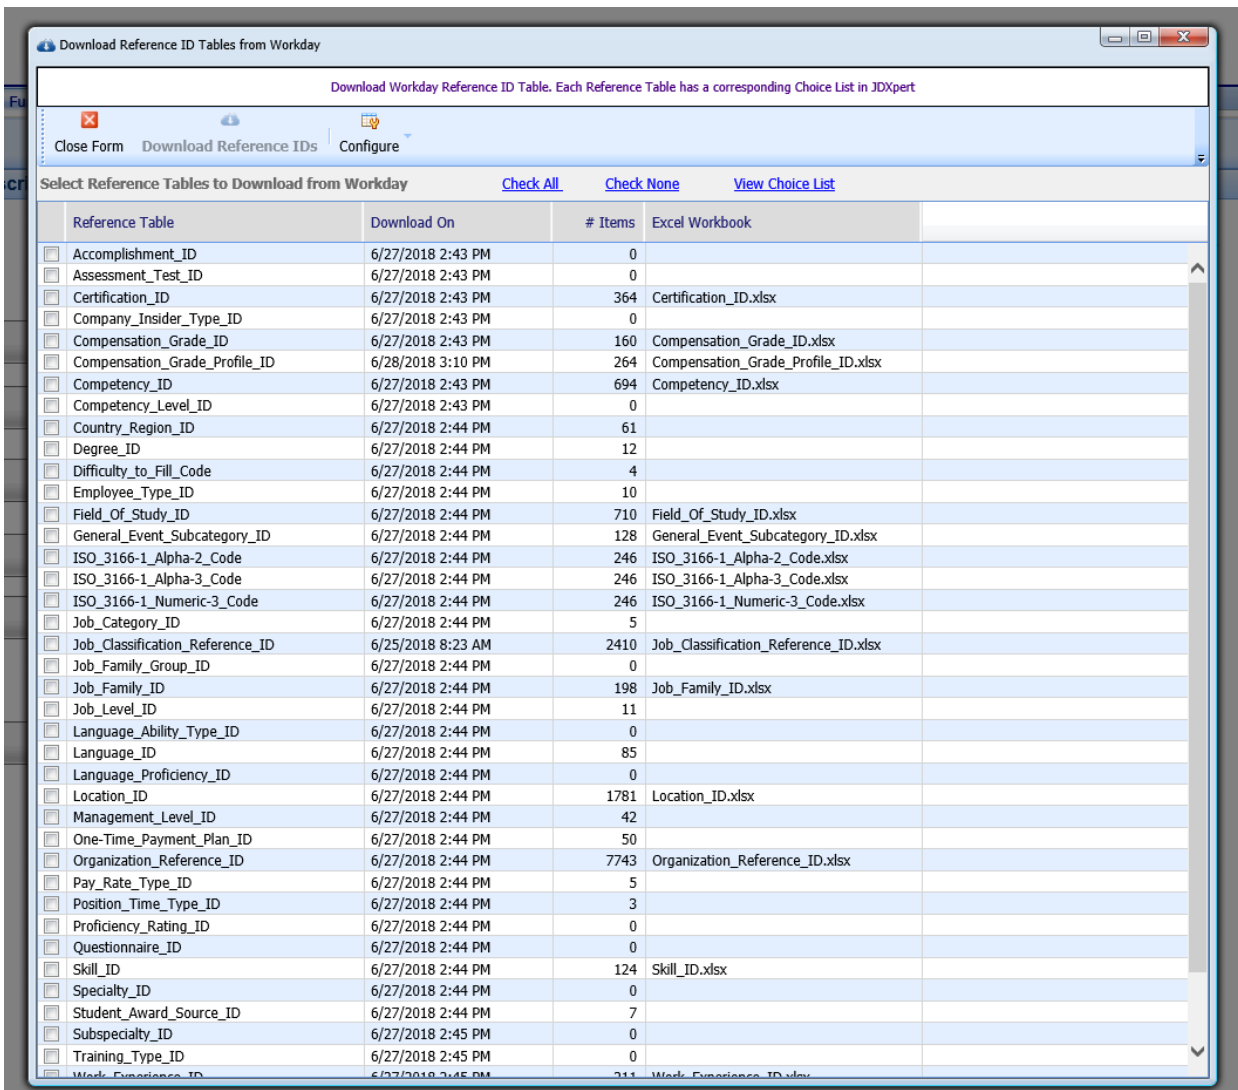 Download Reference ID Tables from Workday
Download Workday Reference ID Table. Each Reference Table has a corresponding Choice List in JDXpert
Fu
Close Form Download Reference IDs Configure
scri
Select Reference Tables to Download from Workday Check All Check None View Choice List
Reference Table Download On # Items Excel Workbook
Accomplishment_ID 6/27/2018 2:43 PM 0
Assessment_Test_ID 6/27/2018 2:43 PM 0
Certification_ID 6/27/2018 2:43 PM 364 Certification_ID.xlsx
Company_Insider_Type_ID 6/27/2018 2:43 PM 0
Compensation_Grade_ID 6/27/2018 2:43 PM 160 Compensation_Grade_ID.xlsx
Compensation_Grade_Profile_ID 6/28/2018 3:10 PM 264 Compensation_Grade_Profile_ID.xlsx
Competency_ID 6/27/2018 2:43 PM 694 Competency_ID.xlsx
Competency_Level_ID 6/27/2018 2:43 PM 0
Country_Region_ID 6/27/2018 2:44 PM 61
Degree_ID 6/27/2018 2:44 PM 12
Difficulty_to_Fill_Code 6/27/2018 2:44 PM 4
Employee_Type_ID 6/27/2018 2:44 PM 10
Field_Of_Study_ID 6/27/2018 2:44 PM 710 Field_Of_Study_ID.xlsx
General_Event_Subcategory_ID 6/27/2018 2:44 PM 128 General_Event_Subcategory_ID.xlsx
ISO_3166-1_Alpha-2_Code 6/27/2018 2:44 PM 246 ISO_3166-1_Alpha-2_Code.xlsx
ISO_3166-1_Alpha-3_Code 6/27/2018 2:44 PM 246 ISO_3166-1_Alpha-3_Code.xlsx
ISO_3166-1_Numeric-3_Code 6/27/2018 2:44 PM 246 ISO_3166-1_Numeric-3_Code.xlsx
Job_Category_ID 6/27/2018 2:44 PM 5
Job_Classification_Reference_ID 6/25/2018 8:23 AM 2410 Job_Classification_Reference_ID.xlsx
Job_Family_Group_ID 6/27/2018 2:44 PM 0
Job_Family_ID 6/27/2018 2:44 PM 198 Job_Family_ID.xlsx
Job_Level_ID 6/27/2018 2:44 PM 11
Language_Ability_Type_ID 6/27/2018 2:44 PM 0
Language_ID 6/27/2018 2:44 PM 85
Language_Proficiency_ID 6/27/2018 2:44 PM 0
Location_ID 6/27/2018 2:44 PM 1781 Location_ID.xlsx
Management_Level_ID 6/27/2018 2:44 PM 42
One-Time_Payment_Plan_ID 6/27/2018 2:44 PM 50
Organization_Reference_ID 6/27/2018 2:44 PM 7743 Organization_Reference_ID.xlsx
Pay_Rate_Type_ID 6/27/2018 2:44 PM 5
Position_Time_Type_ID 6/27/2018 2:44 PM 3
Proficiency_Rating_ID 6/27/2018 2:44 PM 0
Questionnaire_ID 6/27/2018 2:44 PM 0
Skill_ID 6/27/2018 2:44 PM 124 Skill_ID.xlsx
Specialty_ID 6/27/2018 2:44 PM 0
Student_Award_Source_ID 6/27/2018 2:44 PM 7
Subspecialty_ID 6/27/2018 2:45 PM 0
Training_Type_ID 6/27/2018 2:45 PM 0
Work_Experience_ID 6/27/2018 2:45 PM 211 Work_Experience_ID.xlsx